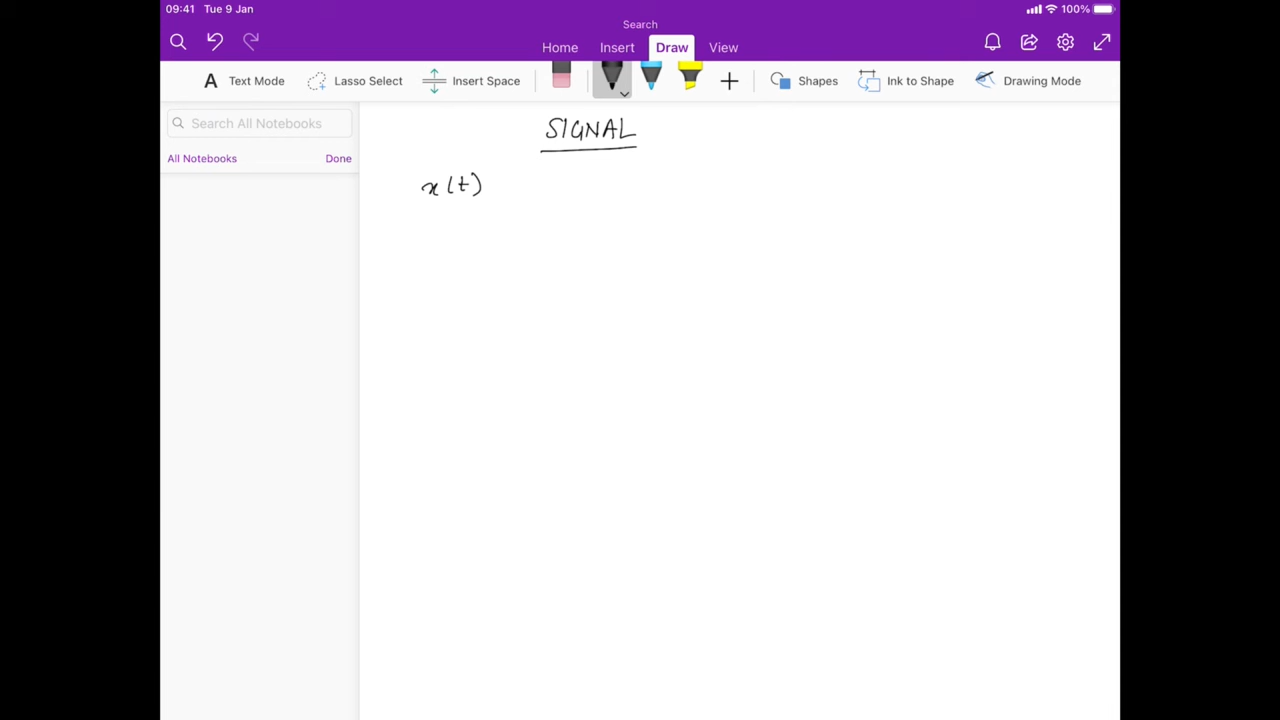 09:41 Tue 9 Jan 100%
Search
Home Insert Draw View
Text Mode Lasso Select Insert Space Shapes Ink to Shape Drawing Mode
Search All Notebooks
All Notebooks Done
SIGNAL
x(t)